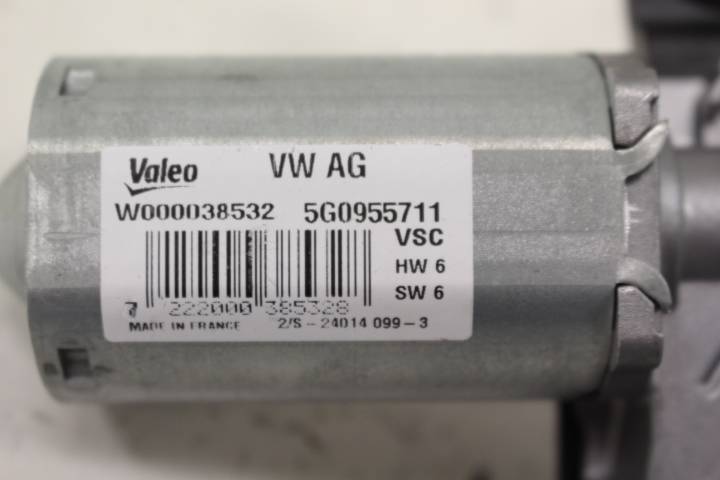 Valeo VW AG
W000038532 5G0955711
VSC
HW 6
SW 6
7 222000 385328
MADE IN FRANCE 2/S - 24014 099-3